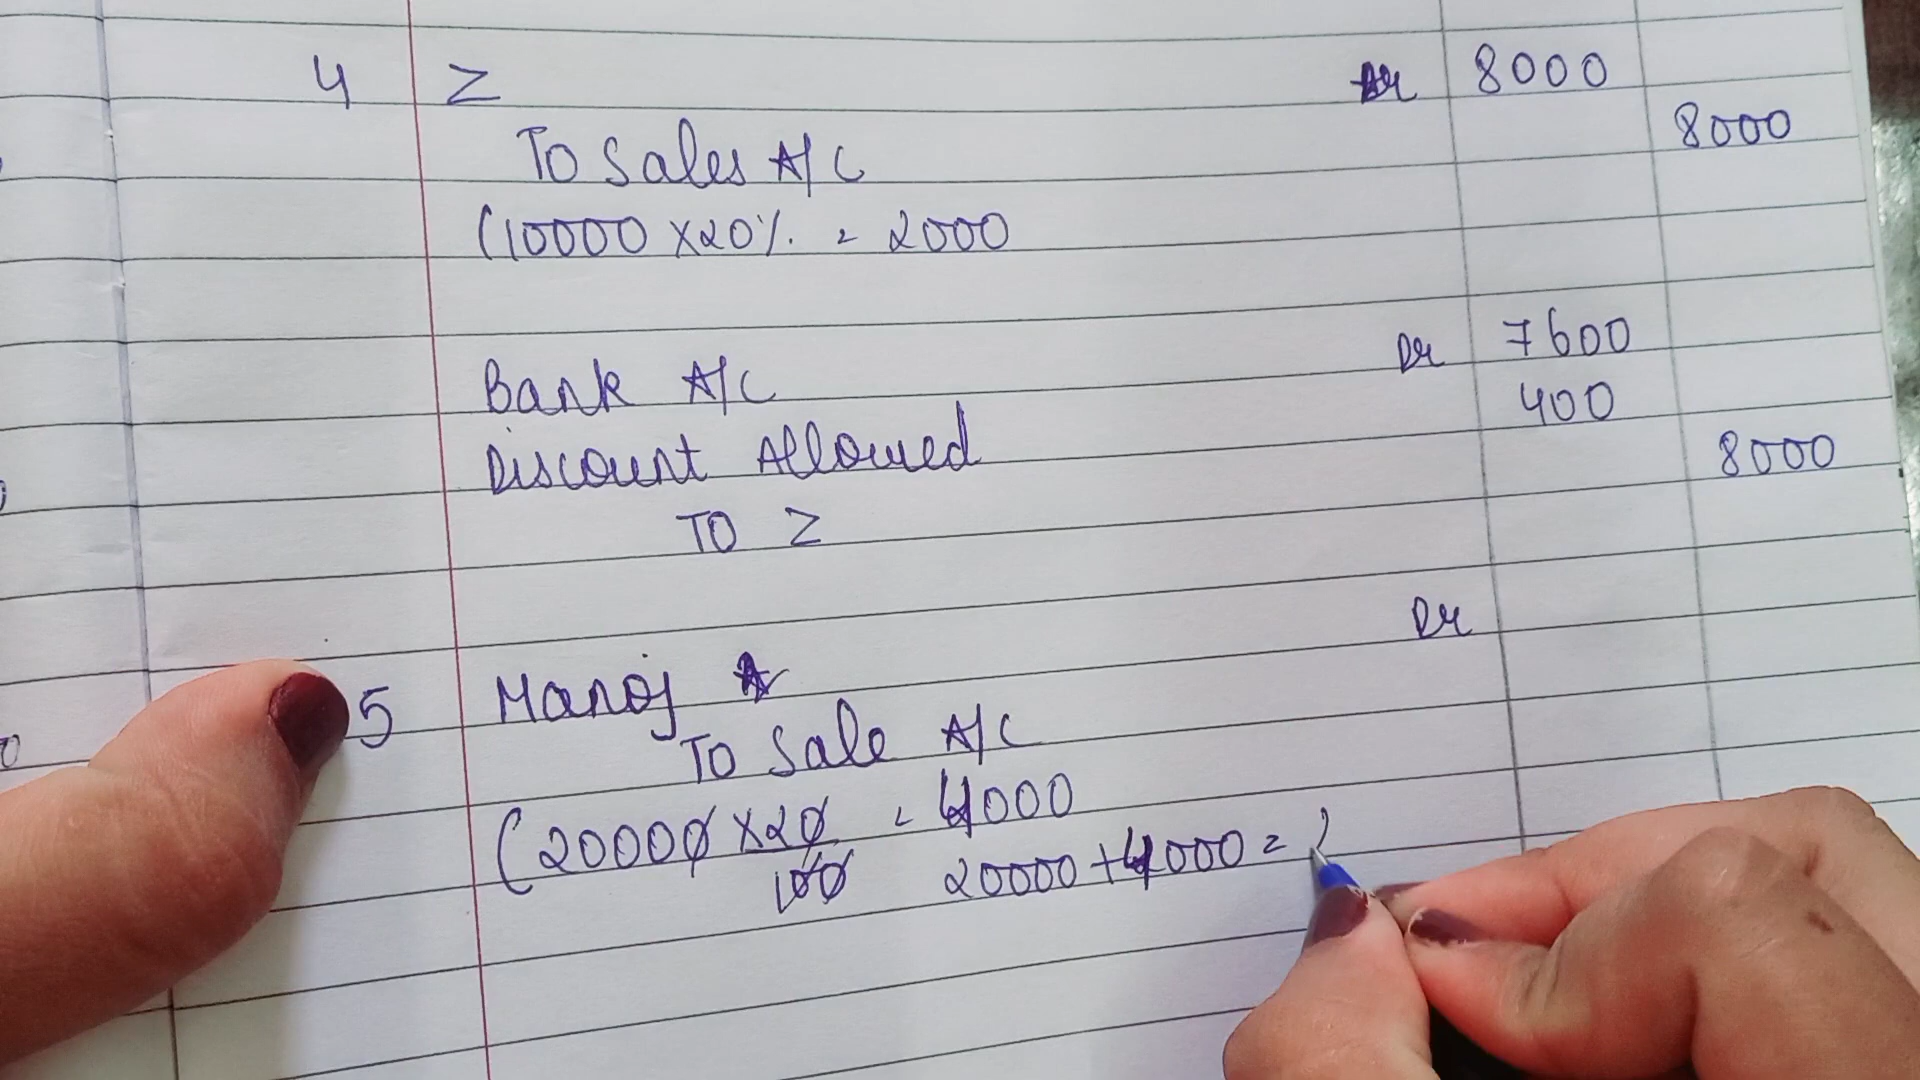 4 Z Dr 8000
To Sales A/C 8000
(10000 x 20% = 2000
Bank A/C Dr 7600
Discount Allowed 400
TO Z 8000
5 Manoj Dr
To Sale A/C
(20000 x 20 = 4000
100 20000+4000 =